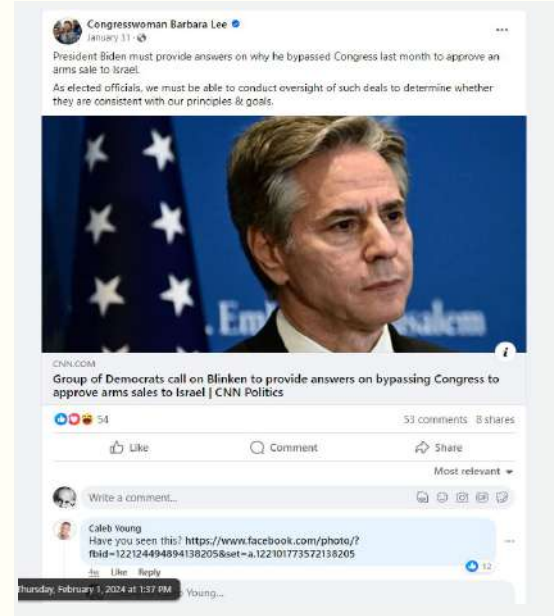 Congresswoman Barbara Lee
January 11 ·
President Biden must provide answers on why he bypassed Congress last month to approve an
arms sale to Israel.
As elected officials, we must be able to conduct oversight of such deals to determine whether
they are consistent with our principles & goals.
salem
i
CNN.COM
Group of Democrats call on Blinken to provide answers on bypassing Congress to
approve arms sales to Israel | CNN Politics
54
53 comments 8 shares
Like Comment Share
Most relevant
Write a comment...
Caleb Young
Have you seen this? https://www.facebook.com/photo/?
fbid=122124494894138205&set=a.122101773572138205
4w Like Reply
12
Thursday, February 1, 2024 at 1:37 PM
Young...